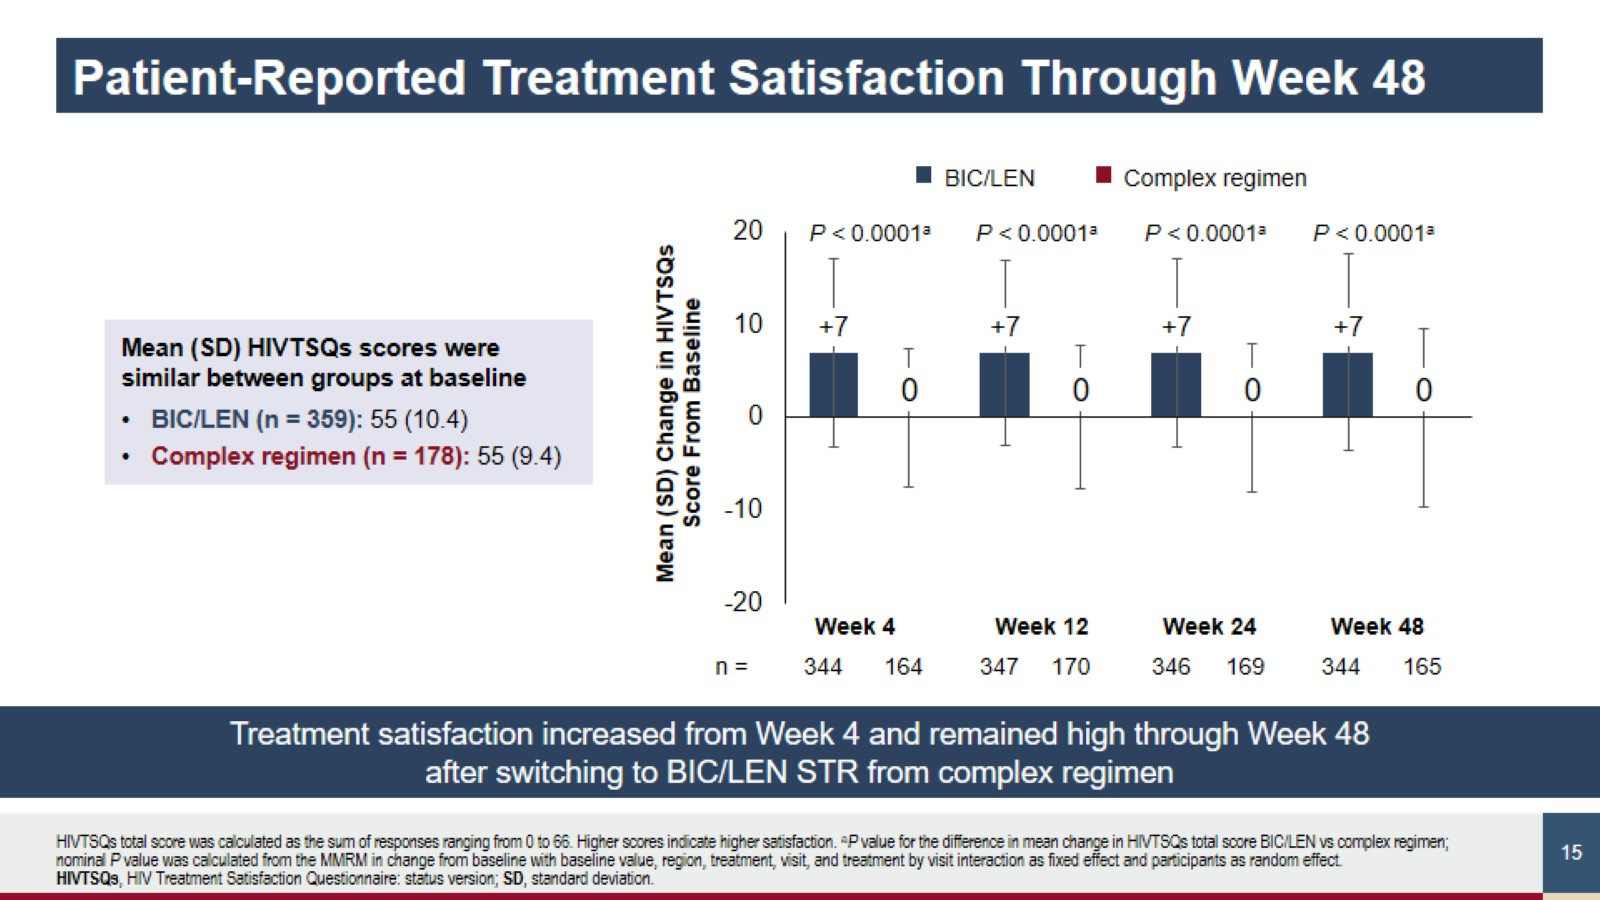 Patient-Reported Treatment Satisfaction Through Week 48
Mean (SD) HIVTSQs scores were
similar between groups at baseline
• BIC/LEN (n = 359): 55 (10.4)
• Complex regimen (n = 178): 55 (9.4)
BIC/LEN Complex regimen
Mean (SD) Change in HIVTSQs
Score From Baseline
20
10
0
-10
-20
P < 0.0001ª P < 0.0001ª P < 0.0001ª P < 0.0001ª
+7 +7 +7 +7
0 0 0 0
Week 4 Week 12 Week 24 Week 48
n = 344 164 347 170 346 169 344 165
Treatment satisfaction increased from Week 4 and remained high through Week 48
after switching to BIC/LEN STR from complex regimen
HIVTSQs total score was calculated as the sum of responses ranging from 0 to 66. Higher scores indicate higher satisfaction. ªP value for the difference in mean change in HIVTSQs total score BIC/LEN vs complex regimen;
nominal P value was calculated from the MMRM in change from baseline with baseline value, region, treatment, visit, and treatment by visit interaction as fixed effect and participants as random effect.
HIVTSQs, HIV Treatment Satisfaction Questionnaire: status version; SD, standard deviation.
15